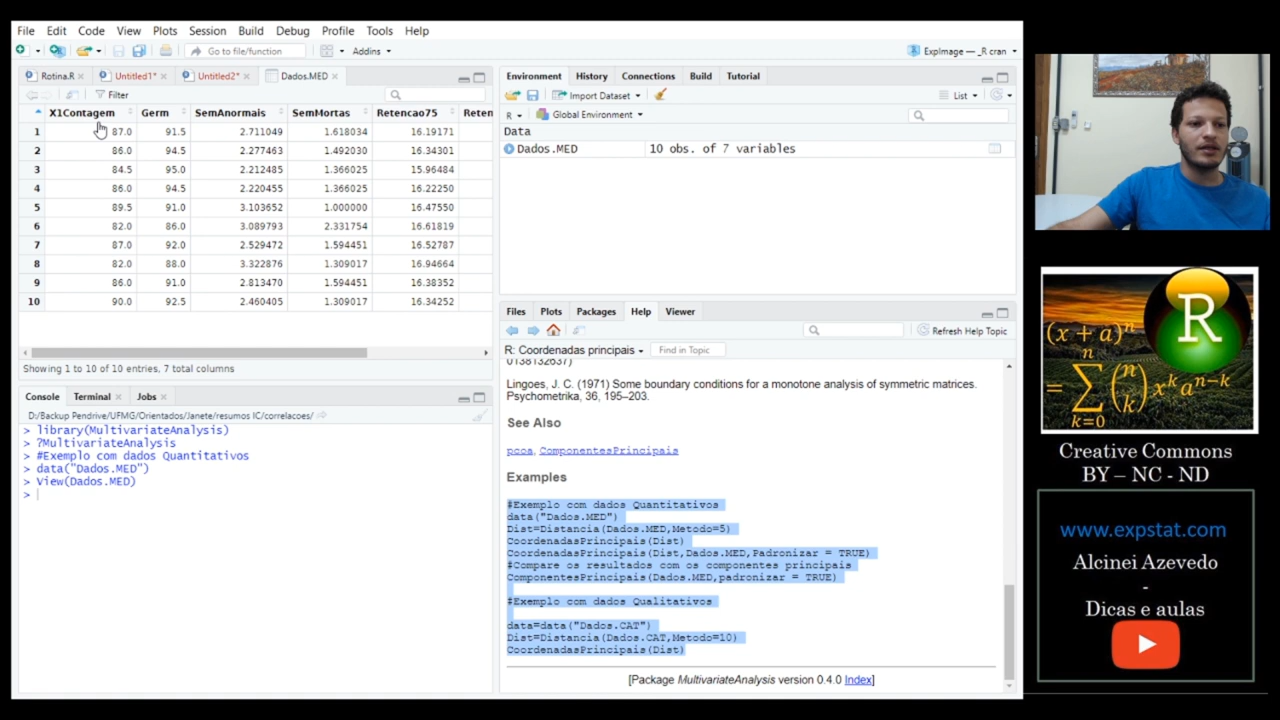 File Edit Code View Plots Session Build Debug Profile Tools Help
Go to file/function Addins ExpImage — _R cran
Rotina.R Untitled1* Untitled2* Dados.MED
Filter
X1Contagem Germ SemAnormais SemMortas Retencao75 Reten
1 87.0 91.5 2.711049 1.618034 16.19171
2 86.0 94.5 2.277463 1.492030 16.34301
3 84.5 95.0 2.212485 1.366025 15.96484
4 86.0 94.5 2.220455 1.366025 16.22250
5 89.5 91.0 3.103652 1.000000 16.47550
6 82.0 86.0 3.089793 2.331754 16.61819
7 87.0 92.0 2.529472 1.594451 16.52787
8 82.0 88.0 3.322876 1.309017 16.94664
9 86.0 91.0 2.813470 1.594451 16.38352
10 90.0 92.5 2.460405 1.309017 16.34252
Showing 1 to 10 of 10 entries, 7 total columns
Console Terminal Jobs
D:/Backup Pendrive/UFMG/Orientados/Janete/resumos IC/correlacoes/
> library(MultivariateAnalysis)
> ?MultivariateAnalysis
> #Exemplo com dados Quantitativos
> data("Dados.MED")
> View(Dados.MED)
>
Environment History Connections Build Tutorial
Import Dataset List
R Global Environment
Data
Dados.MED 10 obs. of 7 variables
Files Plots Packages Help Viewer
Refresh Help Topic
R: Coordenadas principais Find in Topic
0138132637)
Lingoes, J. C. (1971) Some boundary conditions for a monotone analysis of symmetric matrices.
Psychometrika, 36, 195–203.
See Also
pcoa, ComponentesPrincipais
Examples
#Exemplo com dados Quantitativos
data("Dados.MED")
Dist=Distancia(Dados.MED,Metodo=5)
CoordenadasPrincipais(Dist)
CoordenadasPrincipais(Dist,Dados.MED,Padronizar = TRUE)
#Compare os resultados com os componentes principais
ComponentesPrincipais(Dados.MED,padronizar = TRUE)
#Exemplo com dados Qualitativos
data=data("Dados.CAT")
Dist=Distancia(Dados.CAT,Metodo=10)
CoordenadasPrincipais(Dist)
[Package MultivariateAnalysis version 0.4.0 Index]
R
(x + a)^n
= ∑_{k=0}^{n} (n k) x^k a^{n−k}
Creative Commons
BY – NC - ND
www.expstat.com
Alcinei Azevedo
-
Dicas e aulas